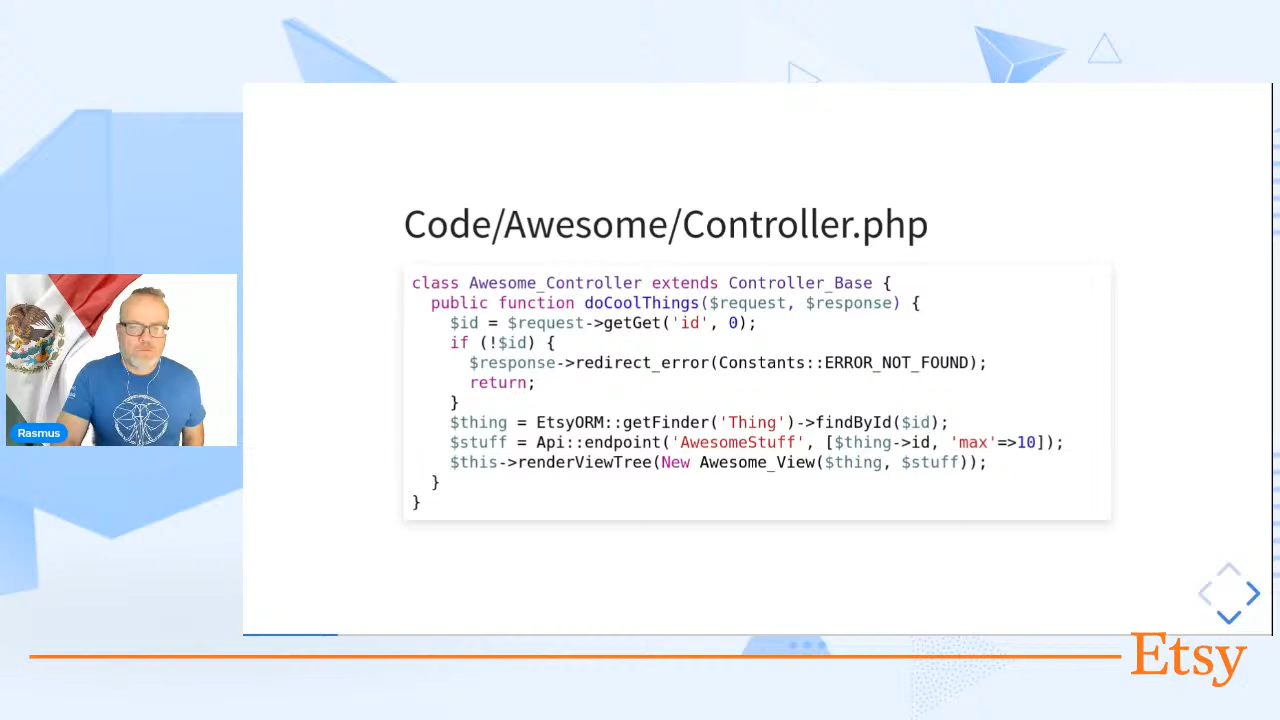 Code/Awesome/Controller.php
class Awesome_Controller extends Controller_Base {
  public function doCoolThings($request, $response) {
    $id = $request->getGet('id', 0);
    if (!$id) {
      $response->redirect_error(Constants::ERROR_NOT_FOUND);
      return;
    }
    $thing = EtsyORM::getFinder('Thing')->findById($id);
    $stuff = Api::endpoint('AwesomeStuff', [$thing->id, 'max'=>10]);
    $this->renderViewTree(New Awesome_View($thing, $stuff));
  }
}
Rasmus
Etsy